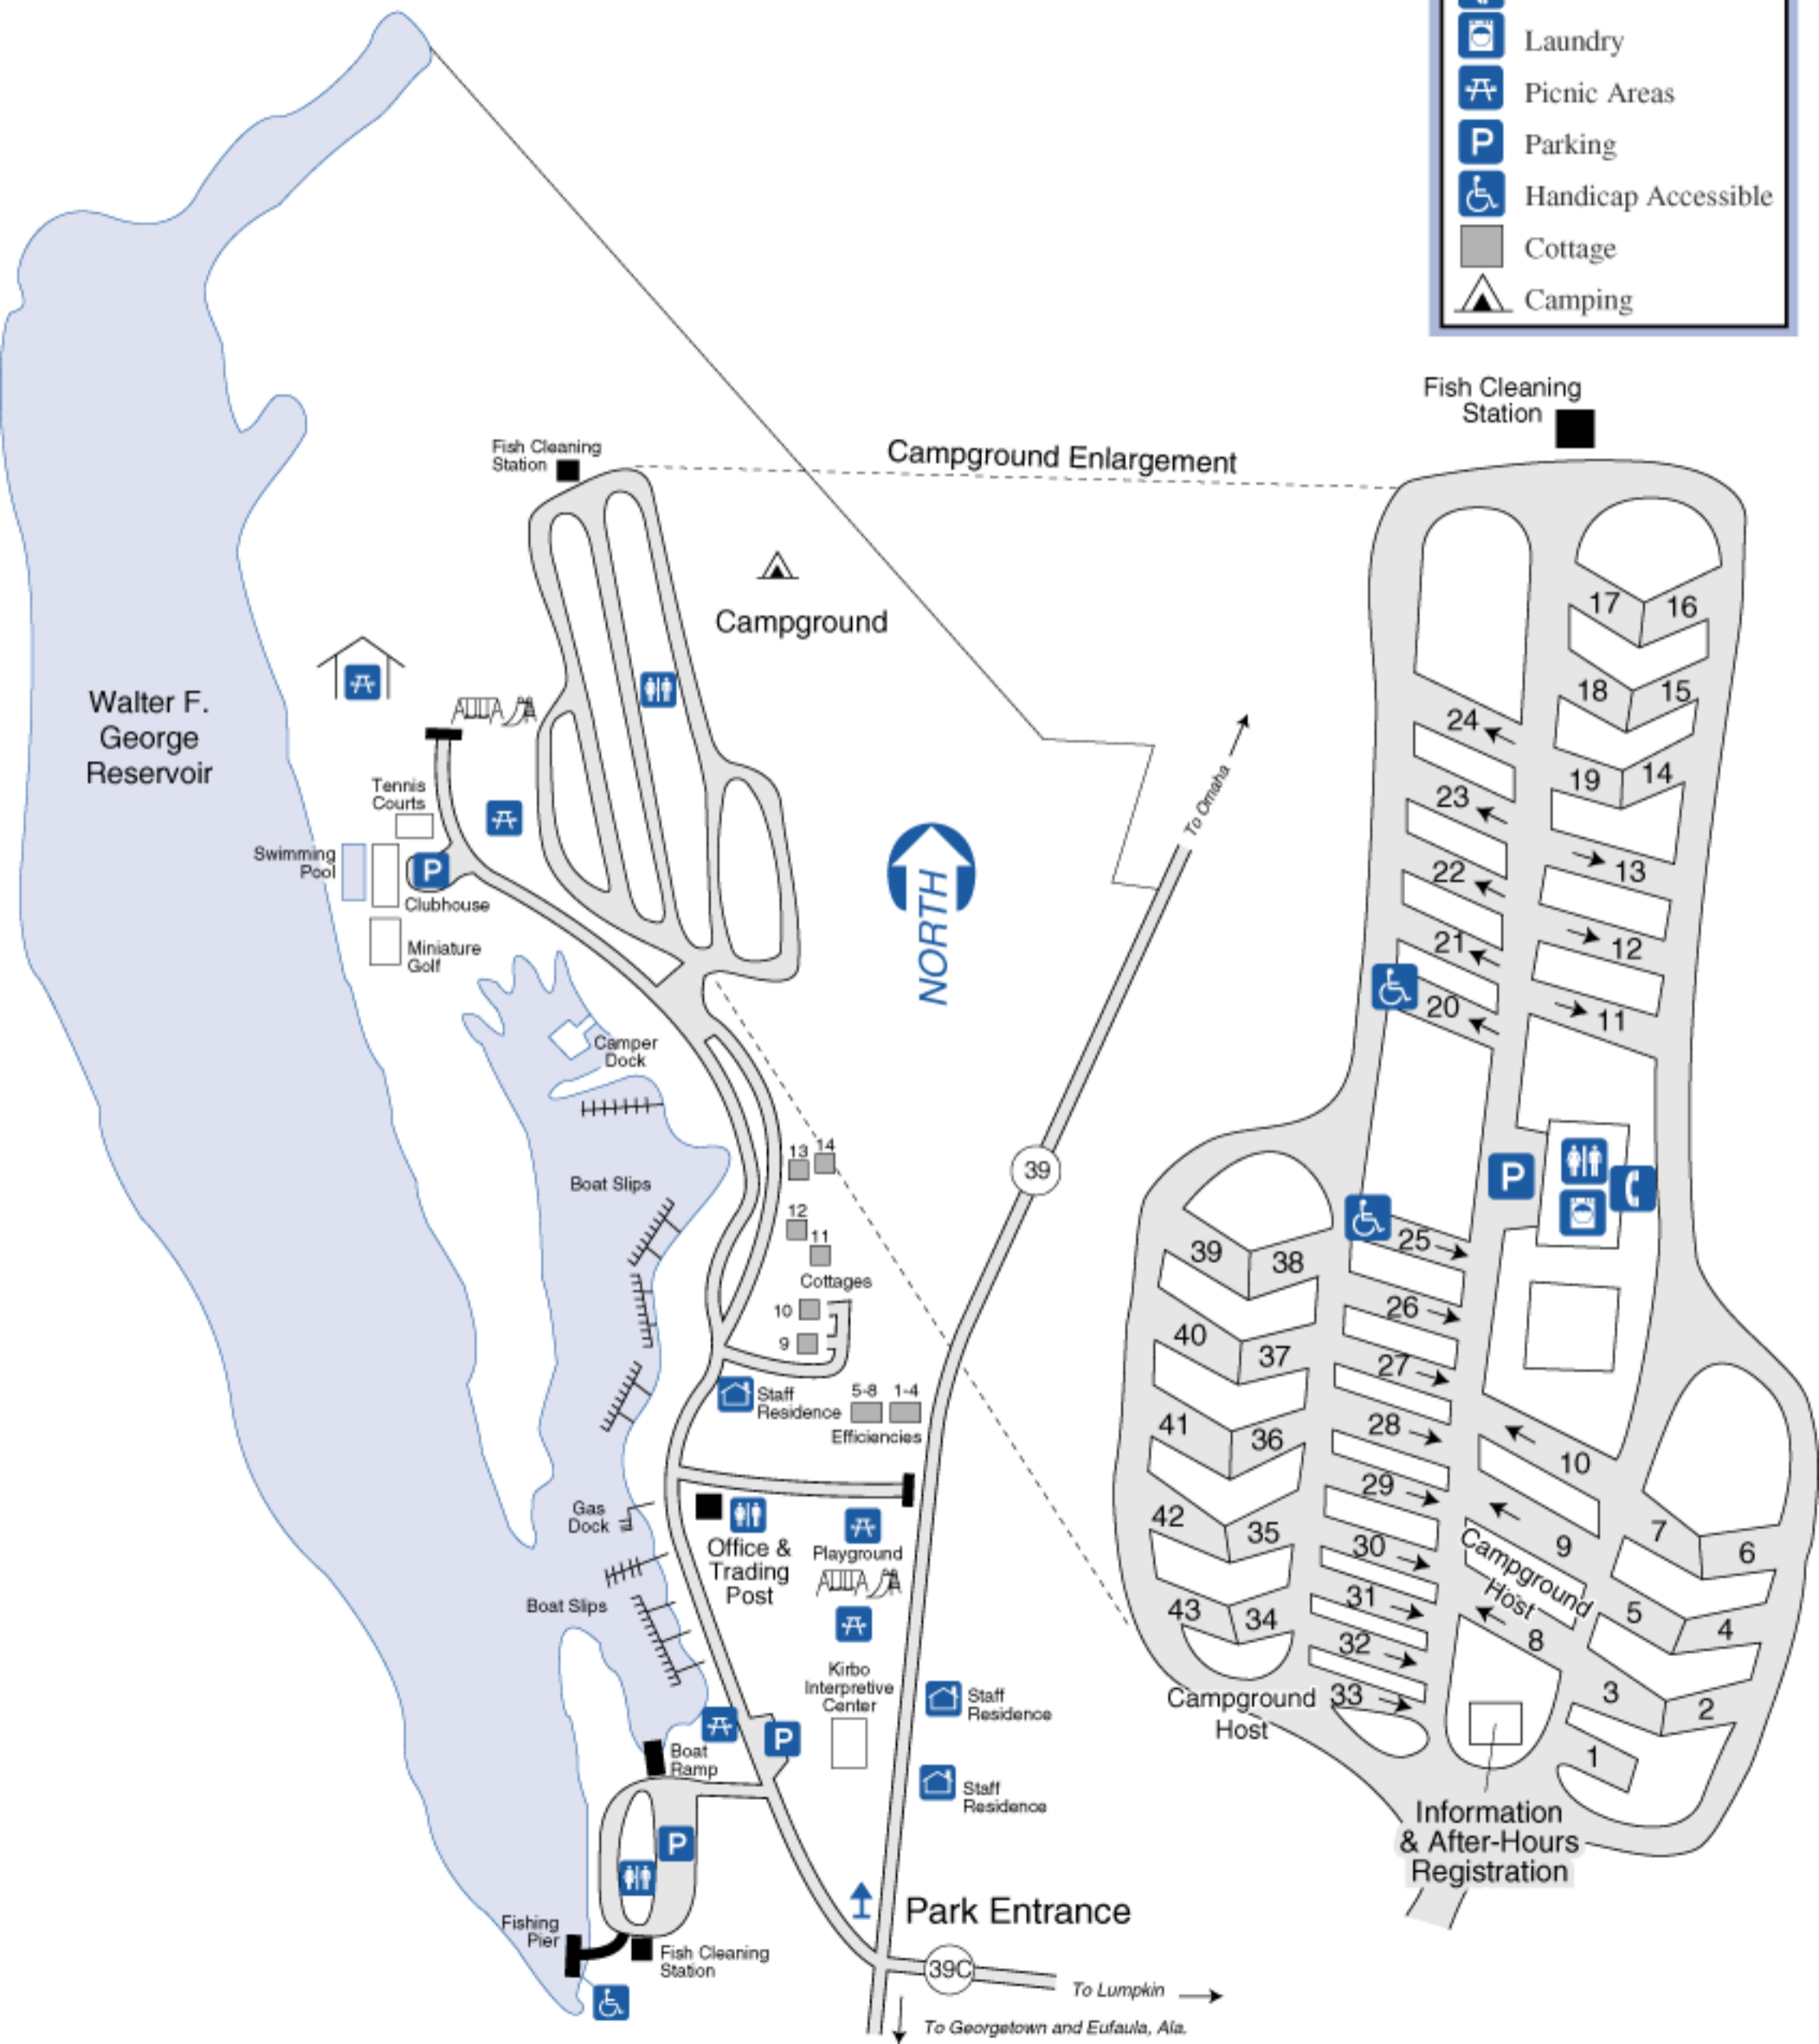 Laundry
Picnic Areas
P
Parking
Handicap Accessible
Cottage
Camping
Fish Cleaning
Station
Campground Enlargement
Fish Cleaning
Station
Campground
Walter F.
George
Reservoir
Tennis
Courts
Swimming
Pool
P
Clubhouse
Miniature
Golf
NORTH
To Omaha
Camper
Dock
39
Boat Slips
13
14
12
11
Cottages
10
9
Staff
Residence
5-8
1-4
Efficiencies
Gas
Dock
Office &
Trading
Post
Playground
Boat Slips
Kirbo
Interpretive
Center
Staff
Residence
P
Boat
Ramp
Staff
Residence
P
Park Entrance
Fishing
Pier
Fish Cleaning
Station
39C
To Lumpkin
To Georgetown and Eufaula, Ala.
17
16
18
15
24
19
14
23
13
22
12
21
11
20
P
25
39
38
26
40
37
27
41
36
28
10
29
42
35
9
7
6
30
Campground
Host
31
5
4
43
34
8
32
3
2
33
Campground
Host
1
Information
& After-Hours
Registration